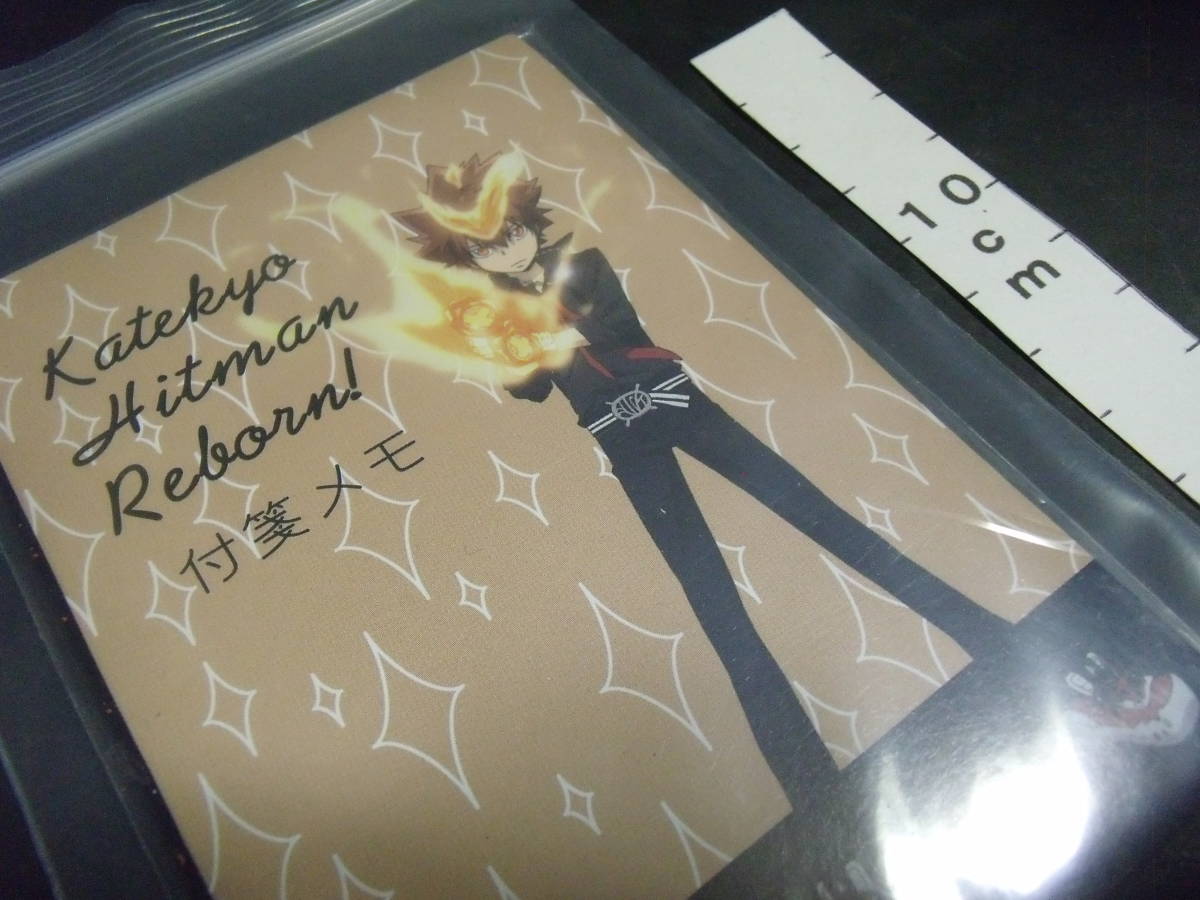 Katekyo
Hitman
Reborn!
付箋メモ
10
cm